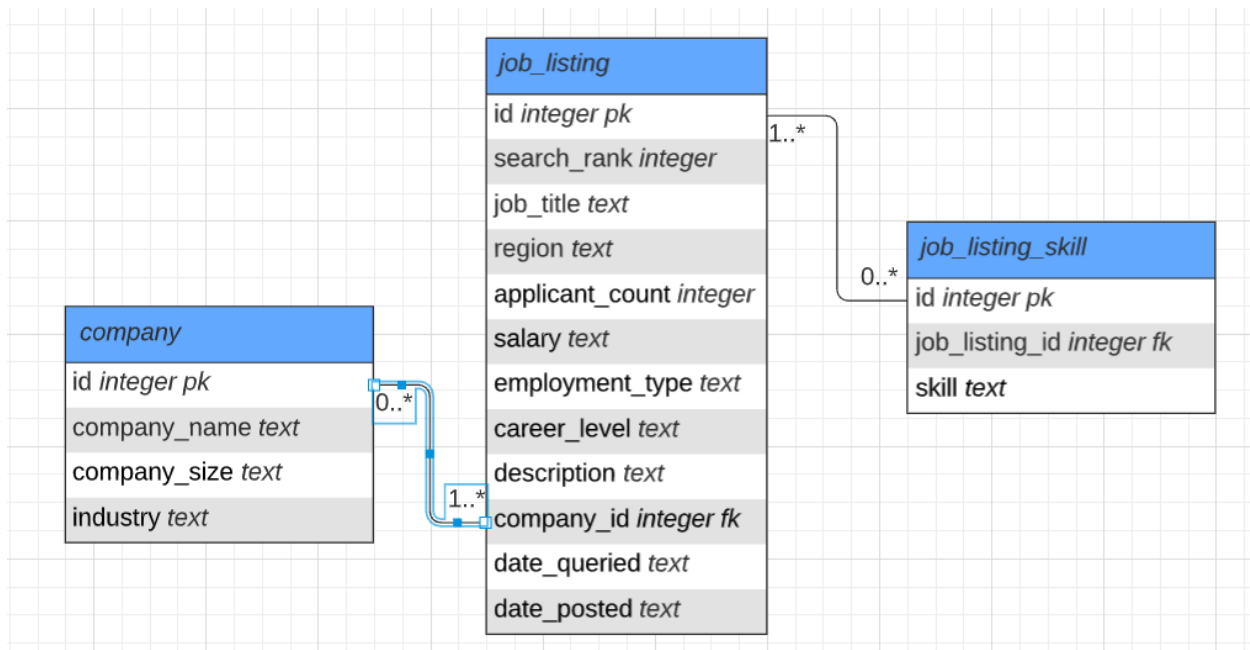 job_listing
id integer pk
search_rank integer
job_title text
region text
applicant_count integer
salary text
employment_type text
career_level text
description text
company_id integer fk
date_queried text
date_posted text
1..*
0..*
job_listing_skill
id integer pk
job_listing_id integer fk
skill text
company
id integer pk
company_name text
company_size text
industry text
0..*
1..*